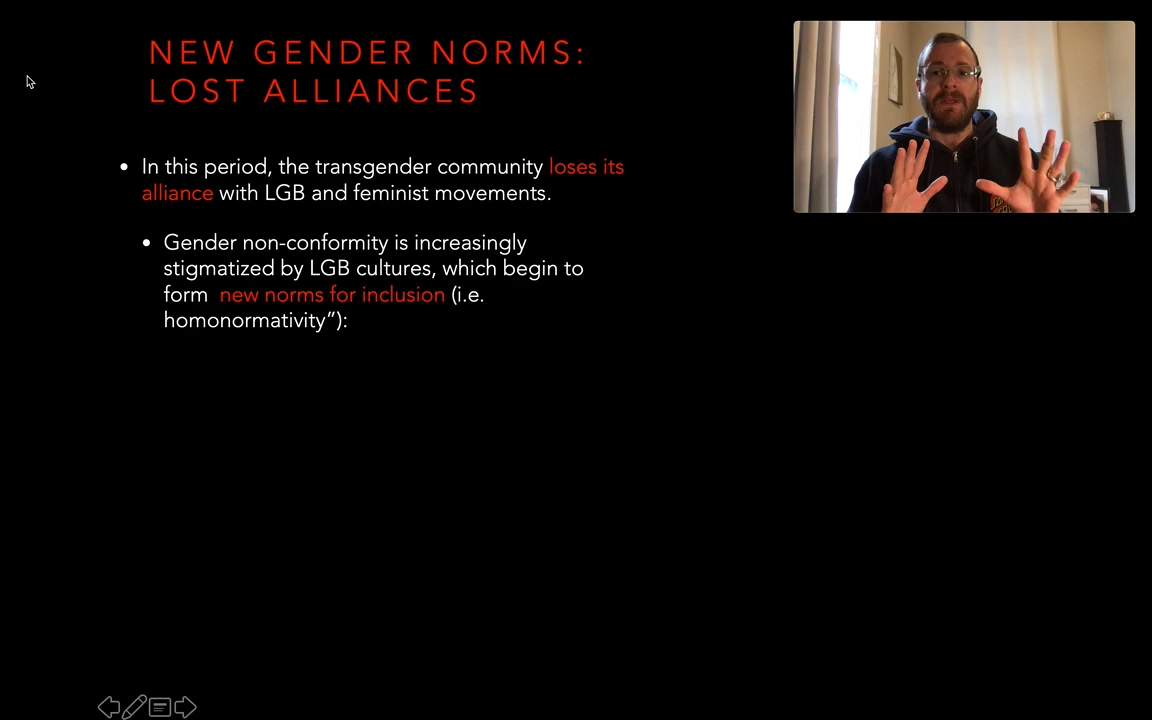 NEW GENDER NORMS:
LOST ALLIANCES
• In this period, the transgender community loses its
alliance with LGB and feminist movements.
• Gender non-conformity is increasingly
stigmatized by LGB cultures, which begin to
form  new norms for inclusion (i.e.
homonormativity”):